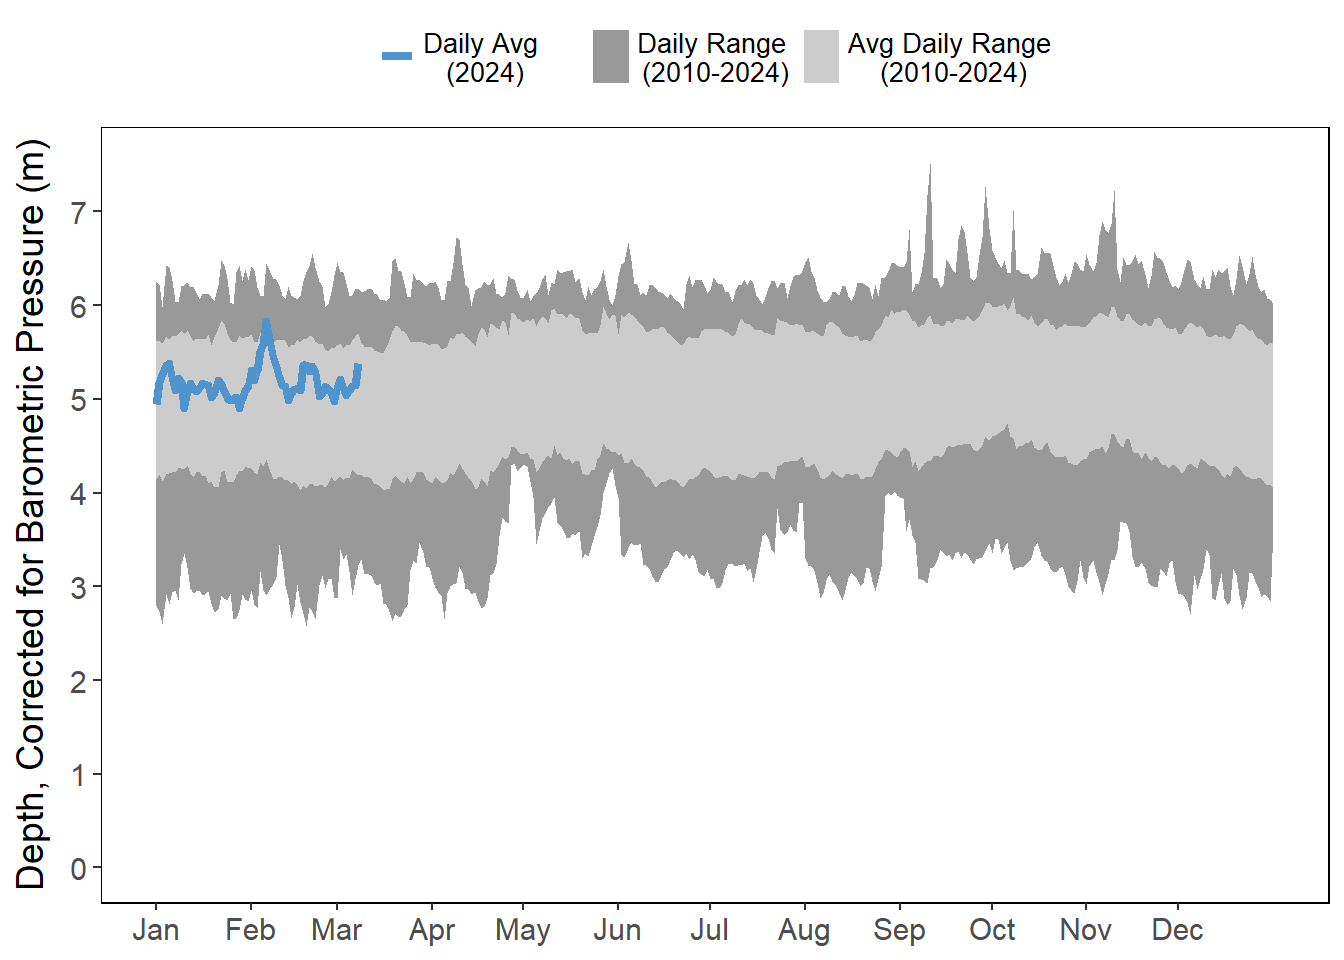 Daily Avg
(2024)
Daily Range
(2010-2024)
Avg Daily Range
(2010-2024)
Depth, Corrected for Barometric Pressure (m)
7
6
5
4
3
2
1
0
Jan Feb Mar Apr May Jun Jul Aug Sep Oct Nov Dec